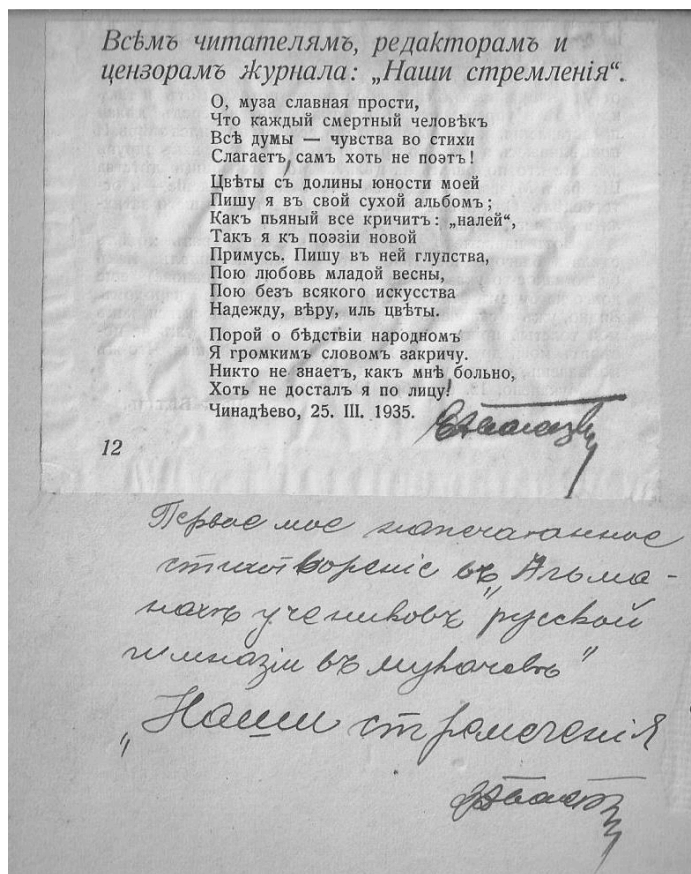 Всѣмъ читателямъ, редакторамъ и
цензорамъ журнала: „Наши стремленія“.
О, муза славная прости,
Что каждый смертный человѣкъ
Всѣ думы — чувства во стихи
Слагаетъ, самъ хоть не поэтъ!
Цвѣты съ долины юности моей
Пишу я въ свой сухой альбомъ;
Какъ пьяный все кричитъ: „налей“,
Такъ я къ поэзіи новой
Примусь. Пишу въ ней глупства,
Пою любовь младой весны,
Пою безъ всякого искусства
Надежду, вѣру, иль цвѣты.
Порой о бѣдствіи народномъ
Я громкимъ словомъ закричу.
Никто не знаетъ, какъ мнѣ больно,
Хоть не досталъ я по лицу!
Чинадѣево, 25. III. 1935.
12
Первое мое напечатанное
стихотвореніе въ „Альма-
нахѣ учениковъ русской
гимназіи въ Мукачевѣ“
„Наши стремленія